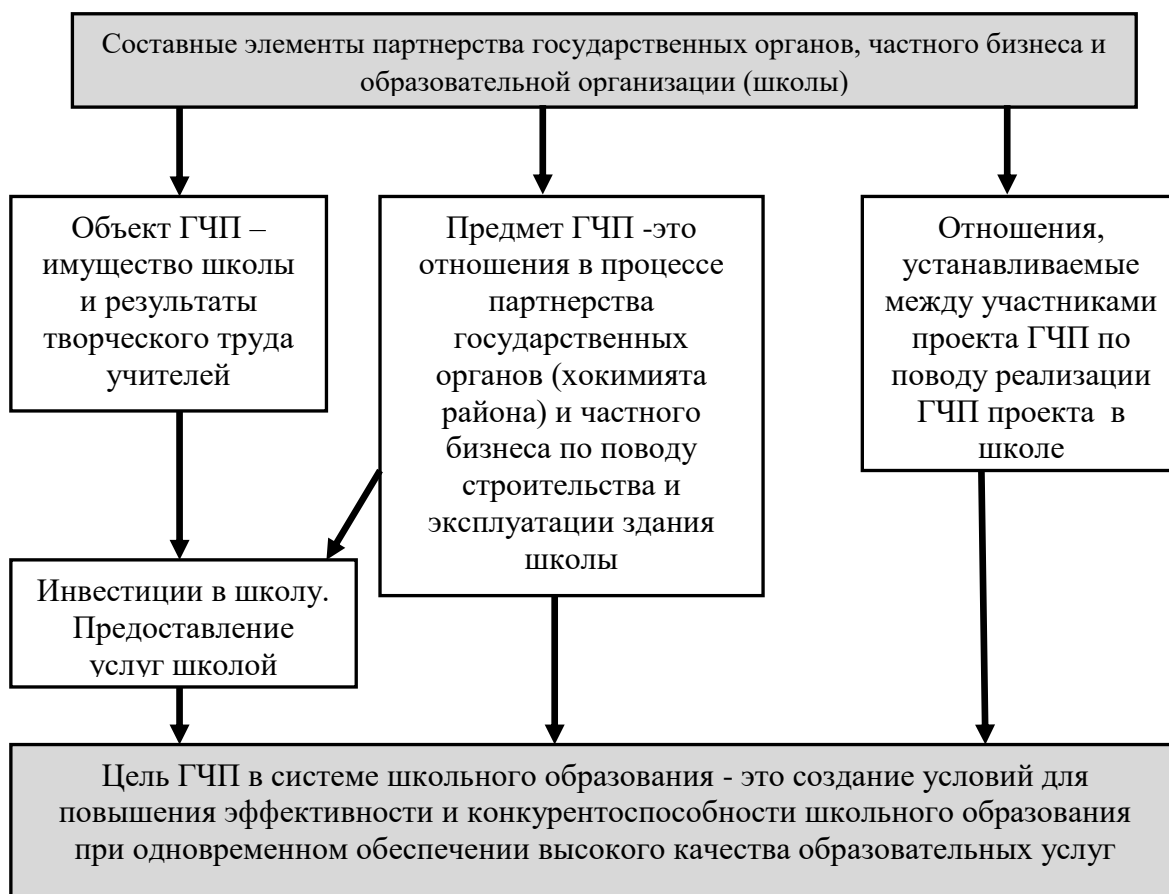 Составные элементы партнерства государственных органов, частного бизнеса и
образовательной организации (школы)
Объект ГЧП –
имущество школы
и результаты
творческого труда
учителей
Предмет ГЧП -это
отношения в процессе
партнерства
государственных
органов (хокимията
района) и частного
бизнеса по поводу
строительства и
эксплуатации здания
школы
Отношения,
устанавливаемые
между участниками
проекта ГЧП по
поводу реализации
ГЧП проекта в
школе
Инвестиции в школу.
Предоставление
услуг школой
Цель ГЧП в системе школьного образования - это создание условий для
повышения эффективности и конкурентоспособности школьного образования
при одновременном обеспечении высокого качества образовательных услуг